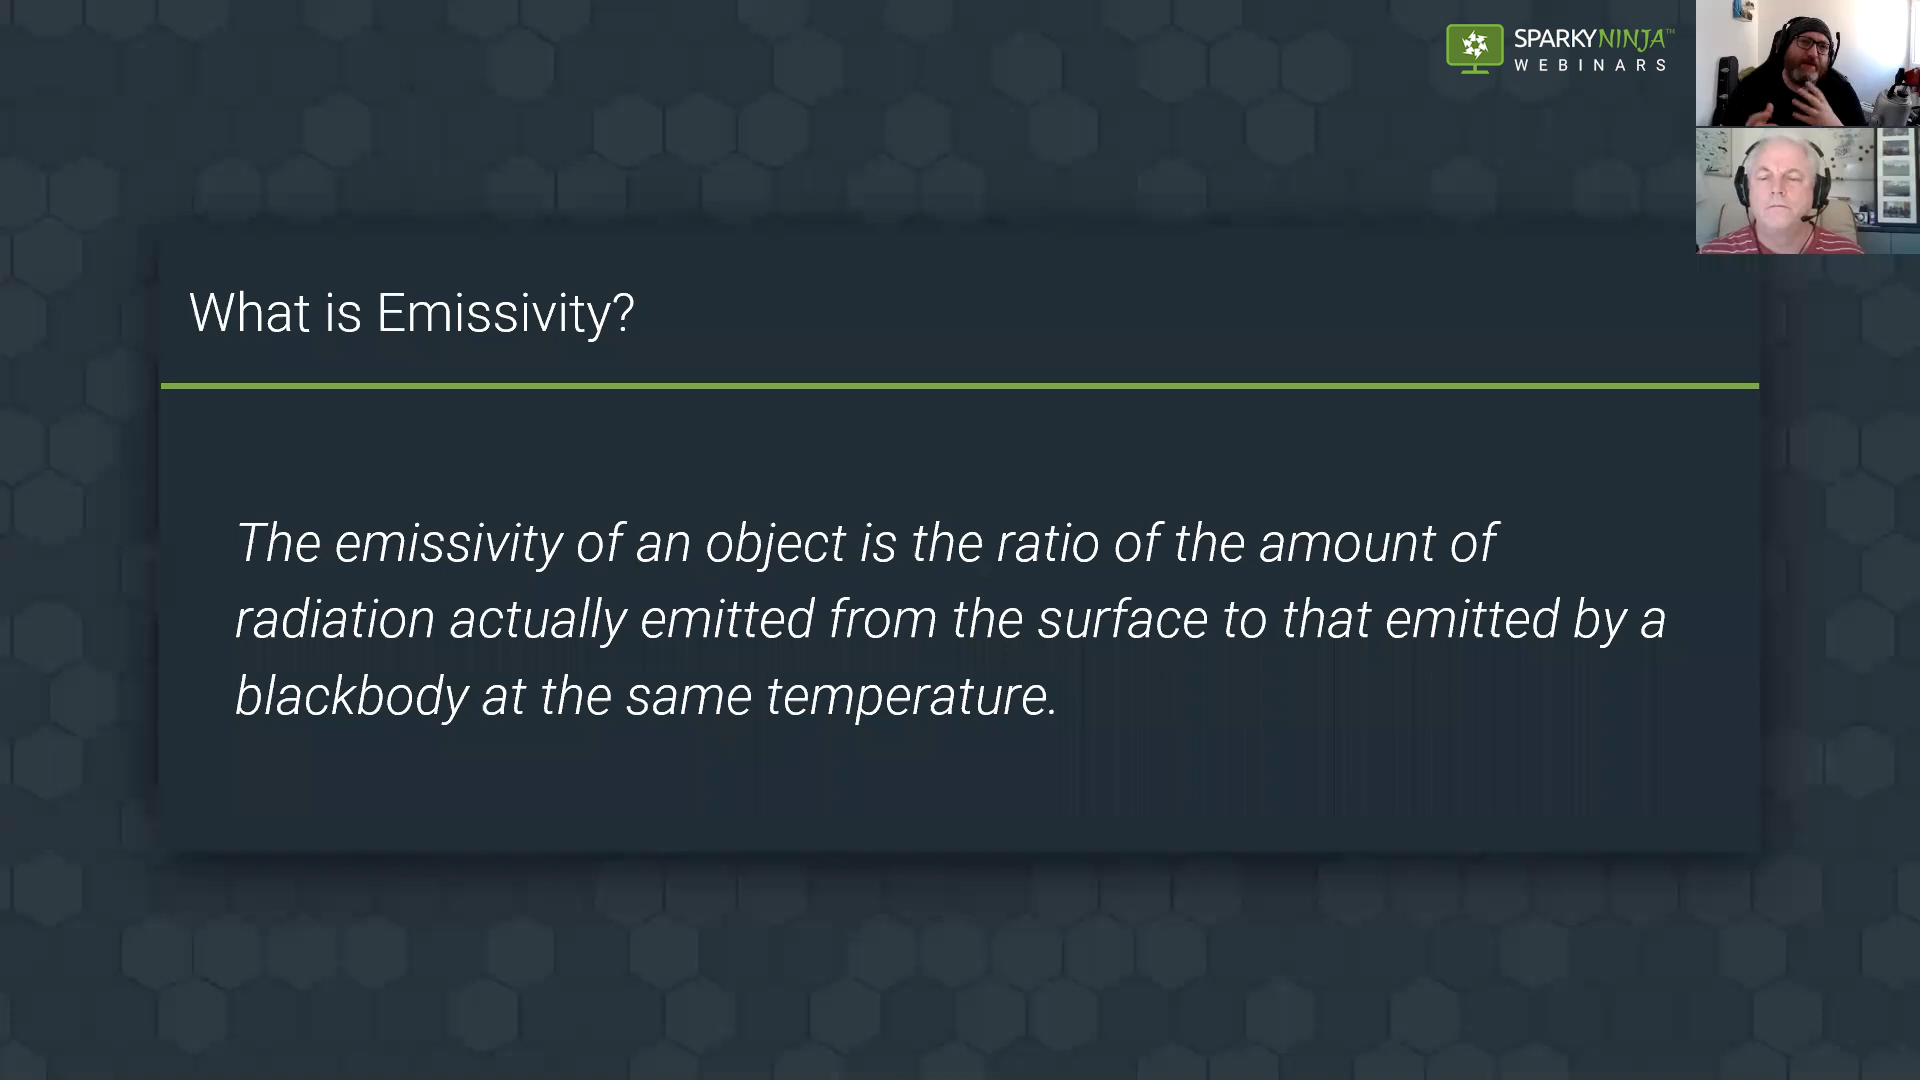 SPARKYNINJA™
WEBINARS
What is Emissivity?
The emissivity of an object is the ratio of the amount of
radiation actually emitted from the surface to that emitted by a
blackbody at the same temperature.